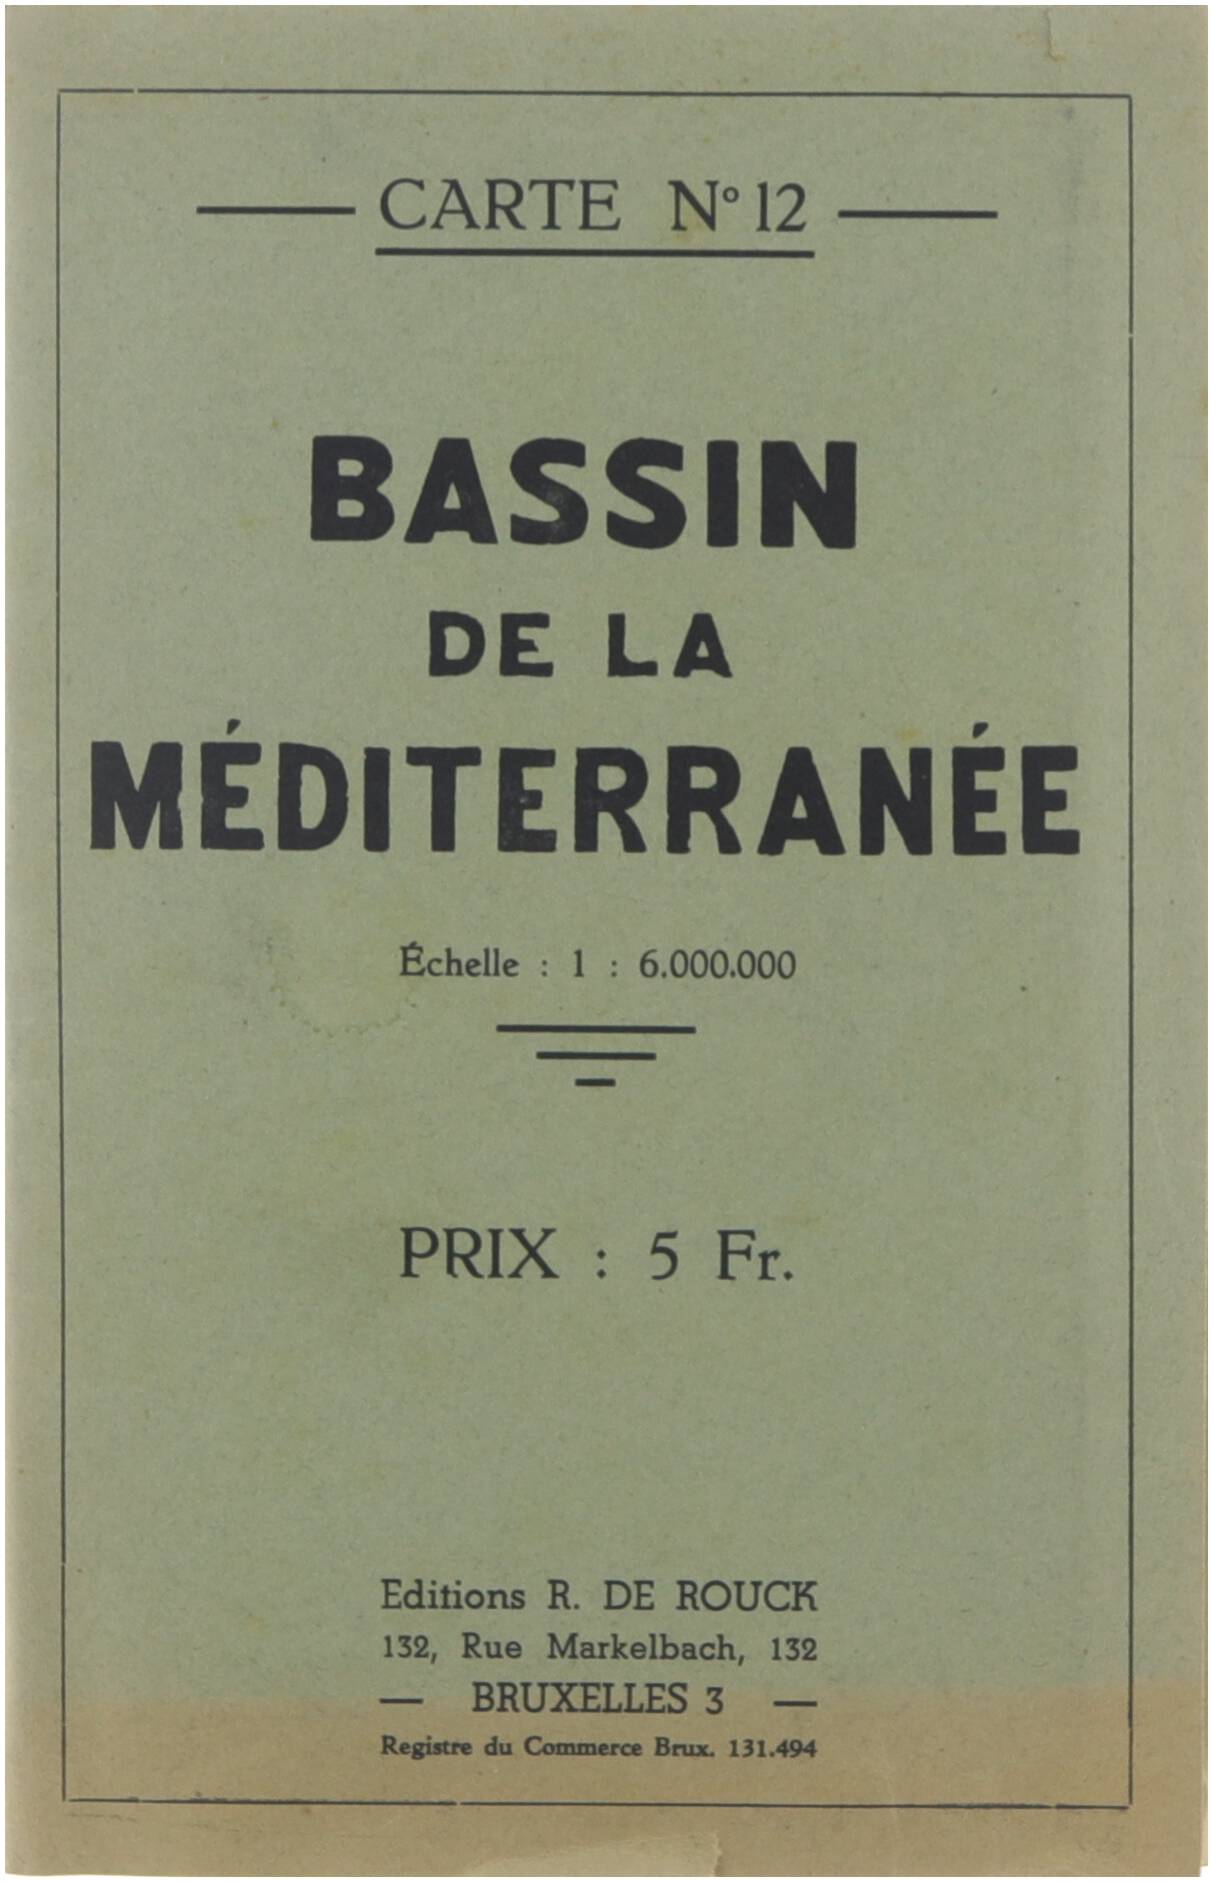 CARTE N° 12
BASSIN
DE LA
MÉDITERRANÉE
Échelle : 1 : 6.000.000
PRIX : 5 Fr.
Editions R. DE ROUCK
132, Rue Markelbach, 132
— BRUXELLES 3 —
Registre du Commerce Brux. 131.494